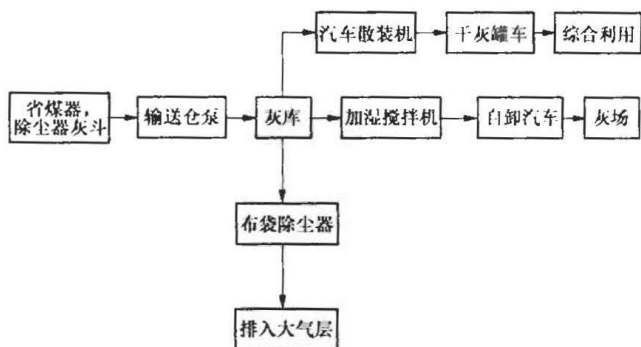 汽车散装机
干灰罐车
综合利用
省煤器，
除尘器灰斗
输送仓泵
灰库
加湿搅拌机
自卸汽车
灰场
布袋除尘器
排入大气层